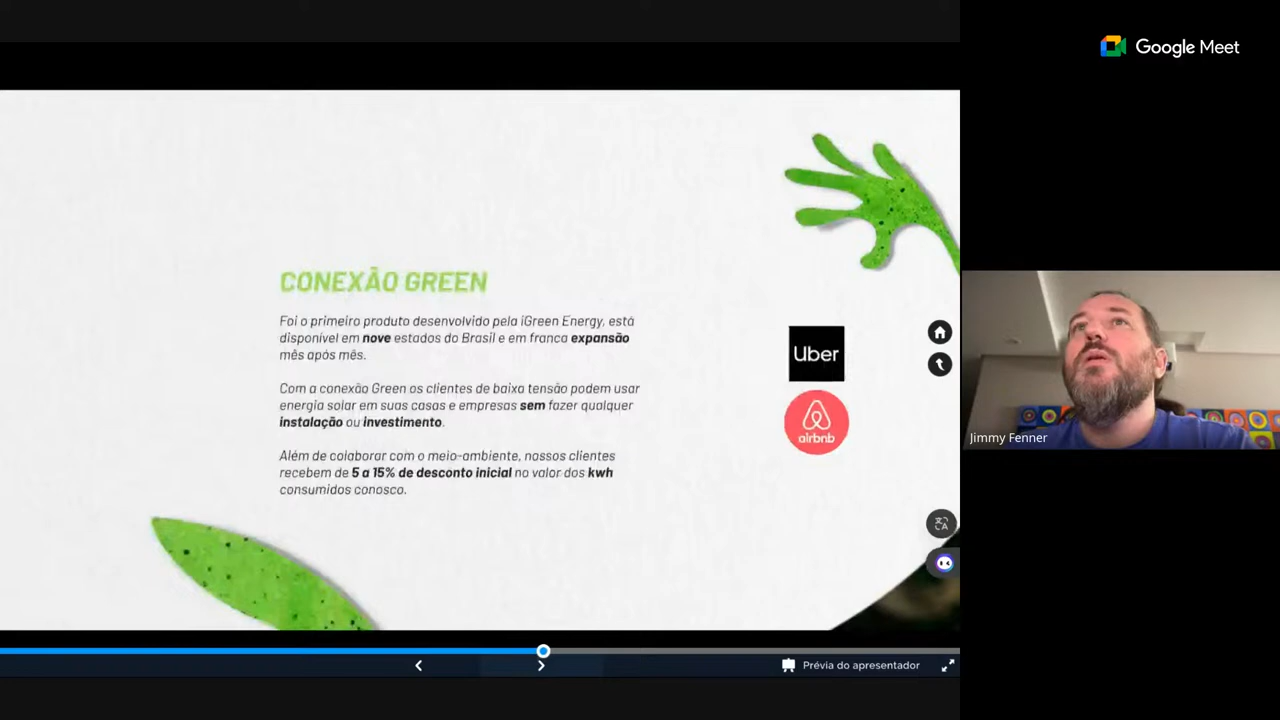 Google Meet
CONEXÃO GREEN
Foi o primeiro produto desenvolvido pela iGreen Energy, está
disponível em nove estados do Brasil e em franca expansão
mês após mês.
Com a conexão Green os clientes de baixa tensão podem usar
energia solar em suas casas e empresas sem fazer qualquer
instalação ou investimento.
Além de colaborar com o meio-ambiente, nossos clientes
recebem de 5 a 15% de desconto inicial no valor dos kwh
consumidos conosco.
Uber
airbnb
Jimmy Fenner
Prévia do apresentador